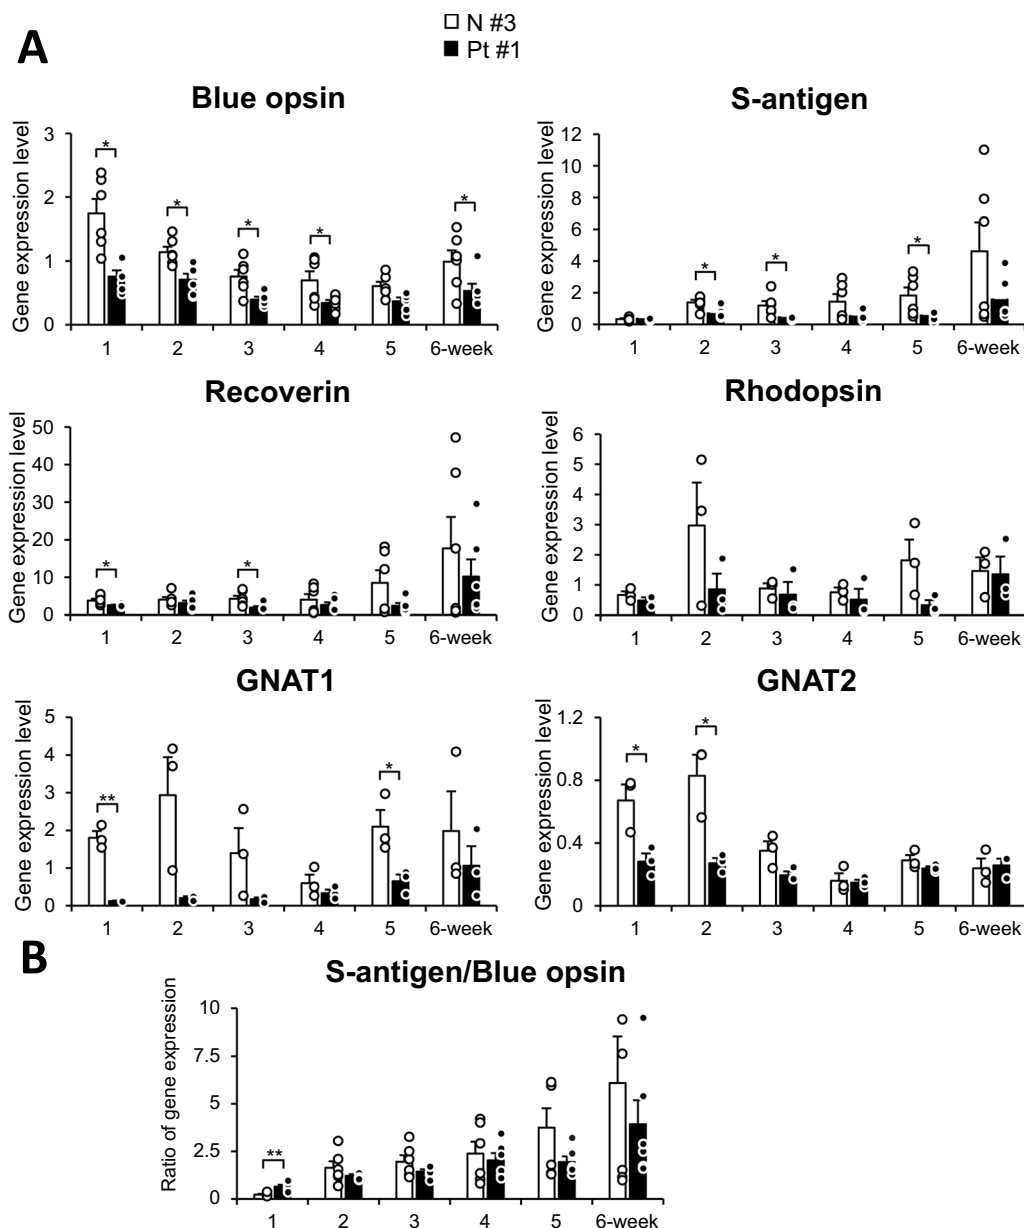 N #3
Pt #1
A
Blue opsin
Gene expression level
3
2
1
0
*
*
*
*
*
1 2 3 4 5 6-week
S-antigen
Gene expression level
12
10
8
6
4
2
0
*
*
*
1 2 3 4 5 6-week
Recoverin
Gene expression level
50
40
30
20
10
0
*
*
1 2 3 4 5 6-week
Rhodopsin
Gene expression level
6
5
4
3
2
1
0
1 2 3 4 5 6-week
GNAT1
Gene expression level
5
4
3
2
1
0
**
*
1 2 3 4 5 6-week
GNAT2
Gene expression level
1.2
0.8
0.4
0
*
*
1 2 3 4 5 6-week
B
S-antigen/Blue opsin
Ratio of gene expression
10
7.5
5
2.5
0
**
1 2 3 4 5 6-week